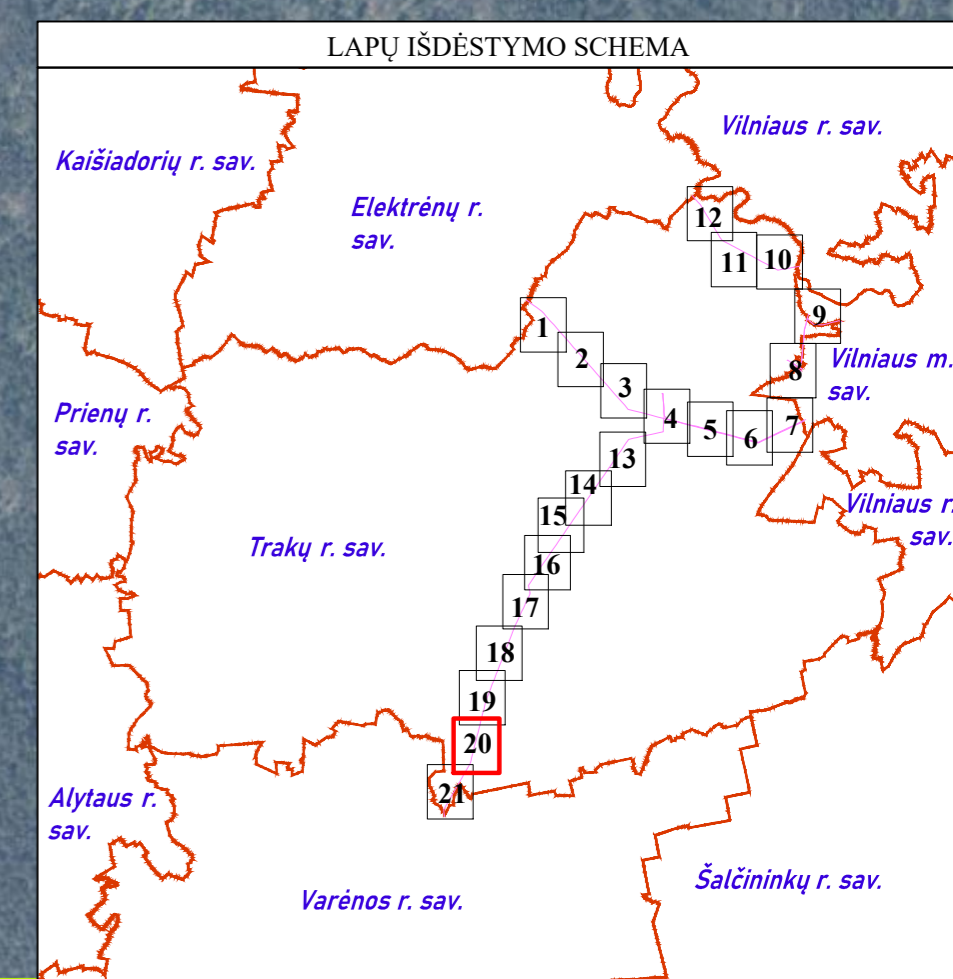 LAPŲ IŠDĖSTYMO SCHEMA
Vilniaus r. sav.
Kaišiadorių r. sav.
Elektrėnų r.
sav.
12
11
10
9
1
2
3
8
Vilniaus m.
sav.
Prienų r.
sav.
4
5
6
7
13
14
15
Vilniaus r.
sav.
Trakų r. sav.
16
17
18
19
20
21
Alytaus r.
sav.
Šalčininkų r. sav.
Varėnos r. sav.